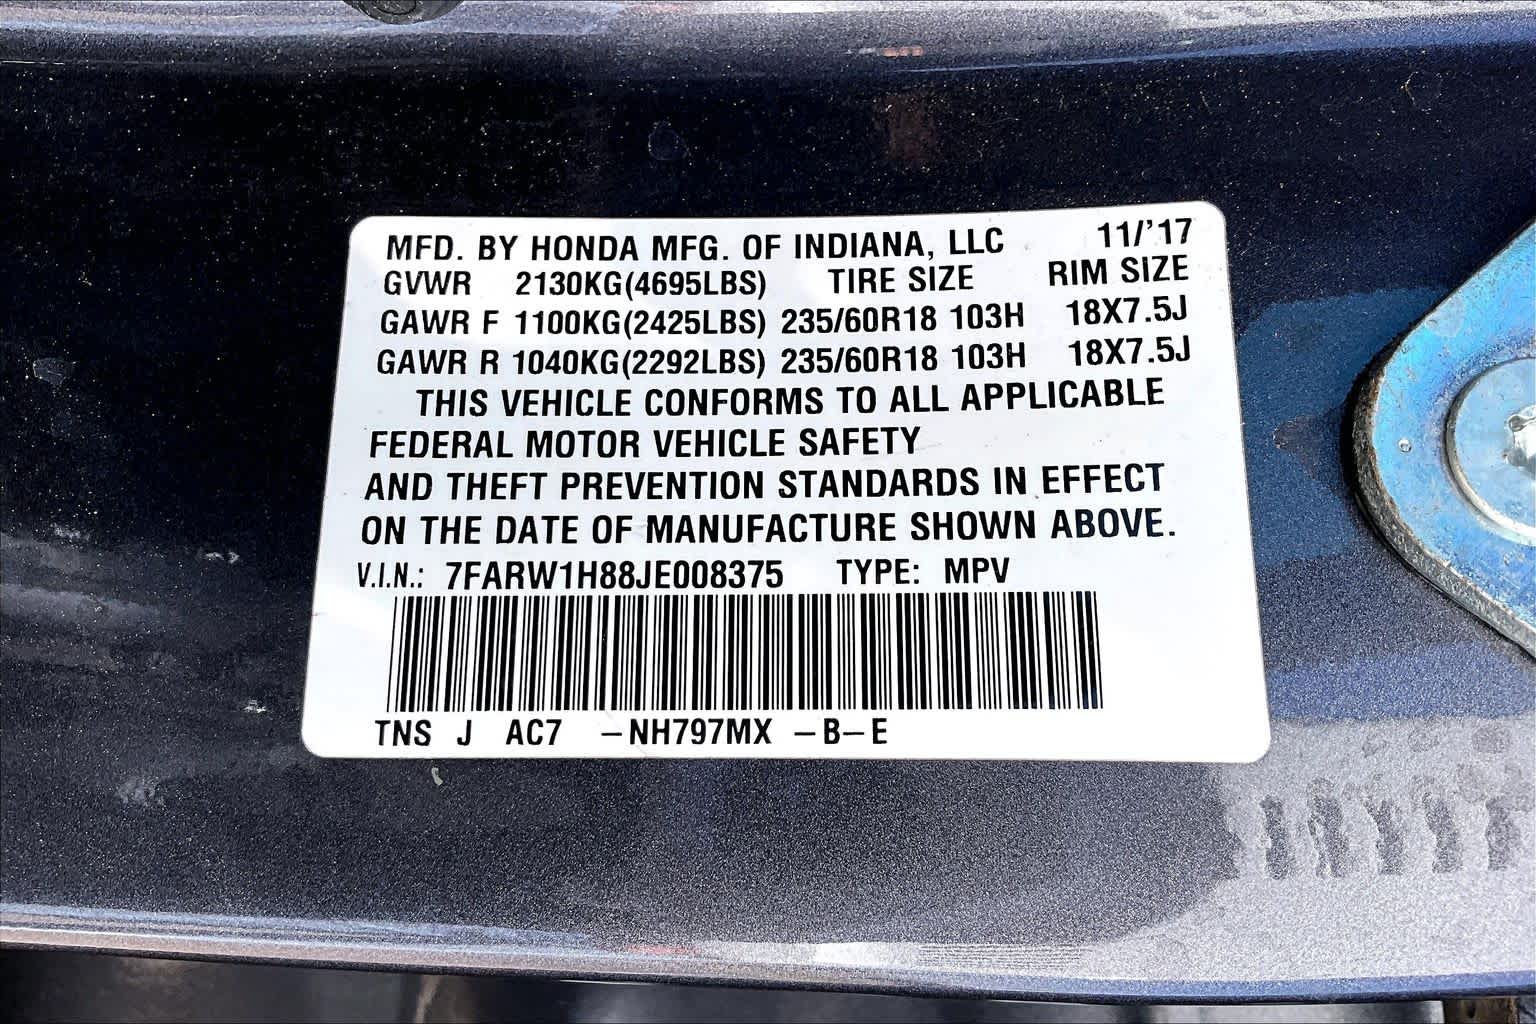 MFD. BY HONDA MFG. OF INDIANA, LLC 11/'17
GVWR 2130KG(4695LBS) TIRE SIZE RIM SIZE
GAWR F 1100KG(2425LBS) 235/60R18 103H 18X7.5J
GAWR R 1040KG(2292LBS) 235/60R18 103H 18X7.5J
THIS VEHICLE CONFORMS TO ALL APPLICABLE
FEDERAL MOTOR VEHICLE SAFETY
AND THEFT PREVENTION STANDARDS IN EFFECT
ON THE DATE OF MANUFACTURE SHOWN ABOVE.
V.I.N.: 7FARW1H88JE008375 TYPE: MPV
TNS J AC7 –NH797MX –B–E